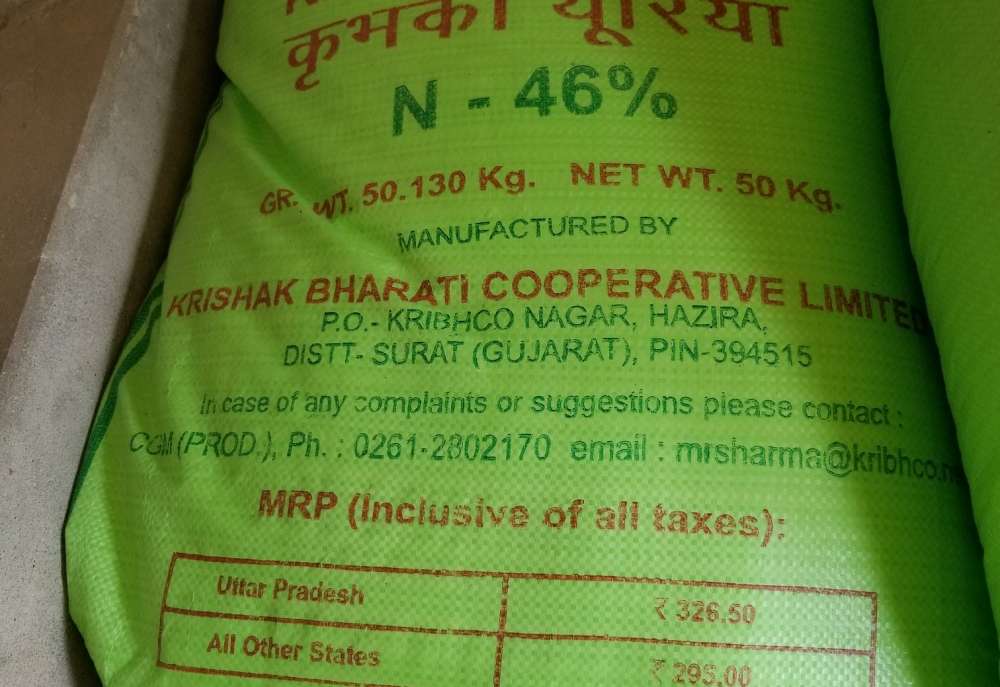 कृभको यूरिया
N - 46%
GR. WT. 50.130 Kg. NET WT. 50 Kg.
MANUFACTURED BY
KRISHAK BHARATI COOPERATIVE LIMITED
P.O.- KRIBHCO NAGAR, HAZIRA,
DISTT- SURAT (GUJARAT), PIN-394515
In case of any complaints or suggestions please contact :
CGM (PROD.), Ph. : 0261-2802170 email : mrsharma@kribhco.n
MRP (Inclusive of all taxes):
Uttar Pradesh ₹ 326.50
All Other States ₹ 295.00